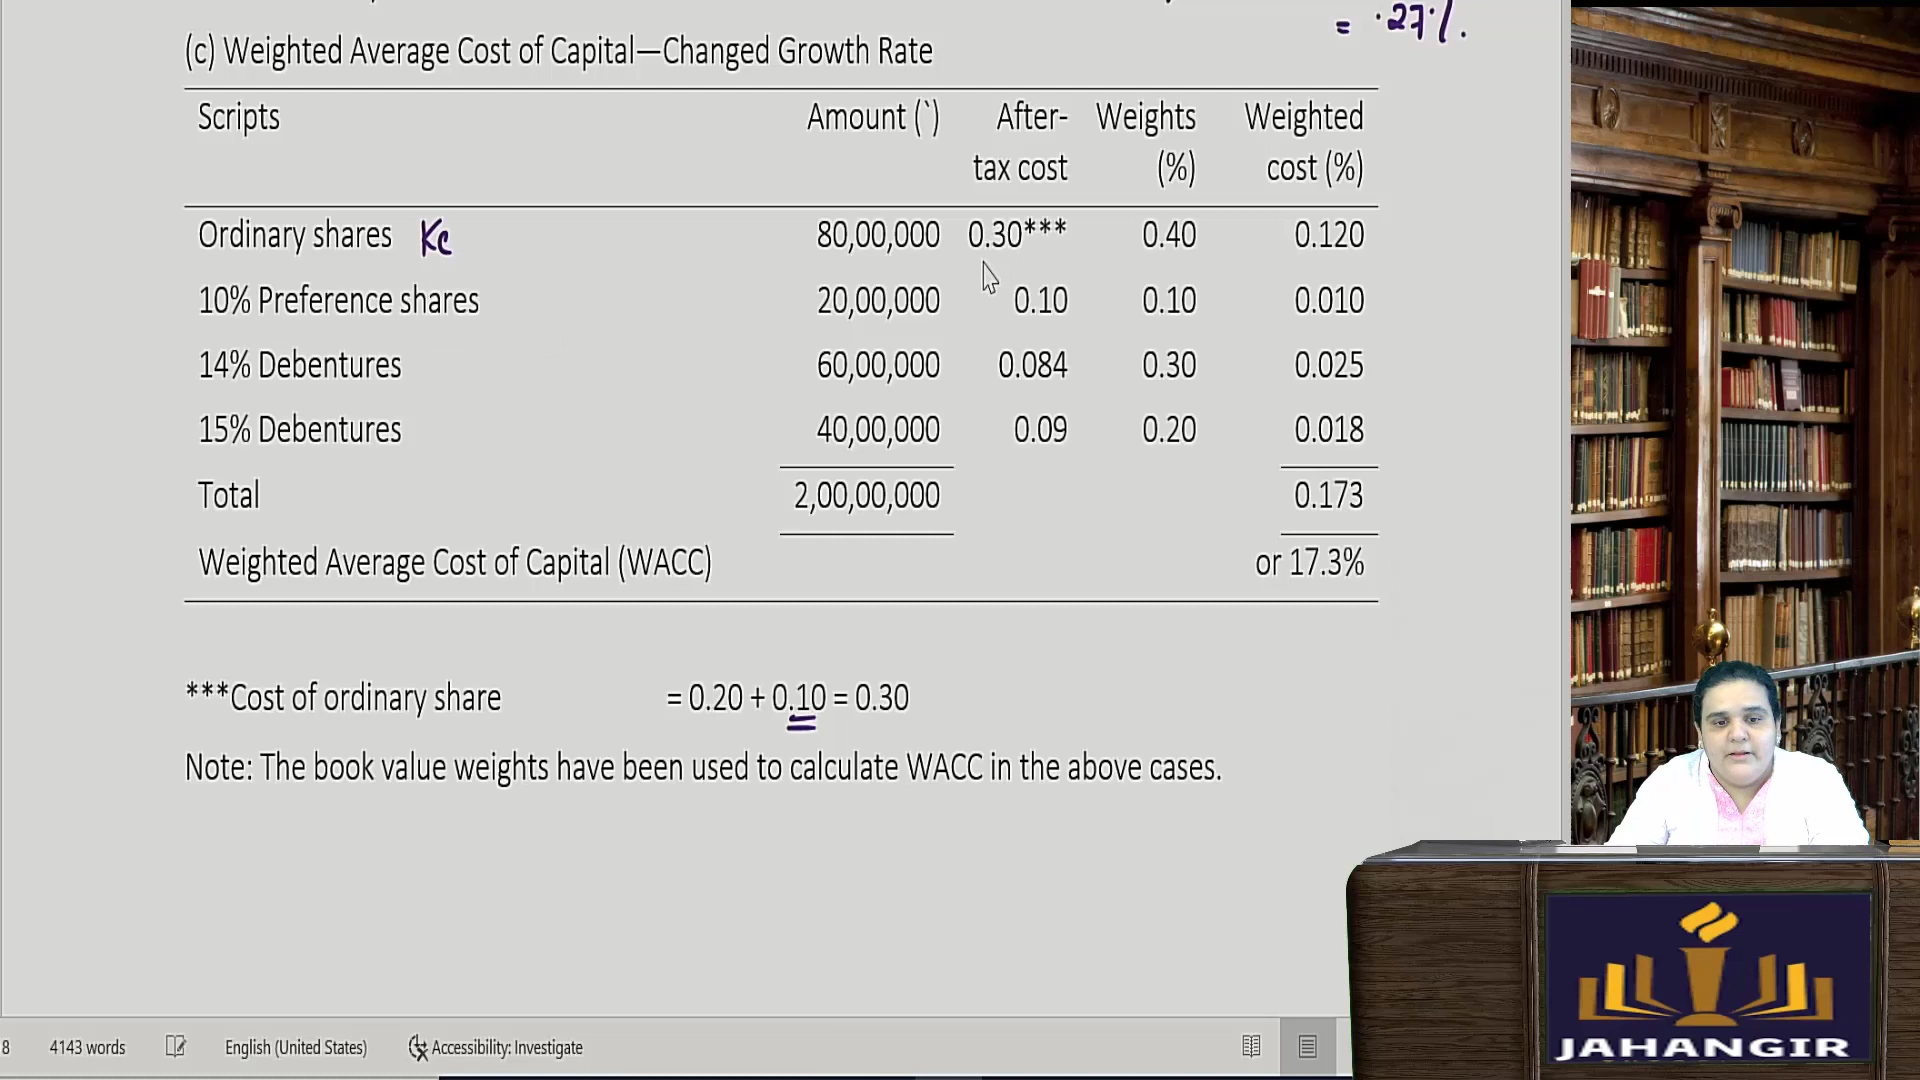 = .27%.
(c) Weighted Average Cost of Capital—Changed Growth Rate
Scripts Amount (`) After-tax cost Weights (%) Weighted cost (%)
Ordinary shares Ke 80,00,000 0.30*** 0.40 0.120
10% Preference shares 20,00,000 0.10 0.10 0.010
14% Debentures 60,00,000 0.084 0.30 0.025
15% Debentures 40,00,000 0.09 0.20 0.018
Total 2,00,00,000 0.173
Weighted Average Cost of Capital (WACC) or 17.3%
***Cost of ordinary share = 0.20 + 0.10 = 0.30
Note: The book value weights have been used to calculate WACC in the above cases.
8 4143 words English (United States) Accessibility: Investigate
JAHANGIR